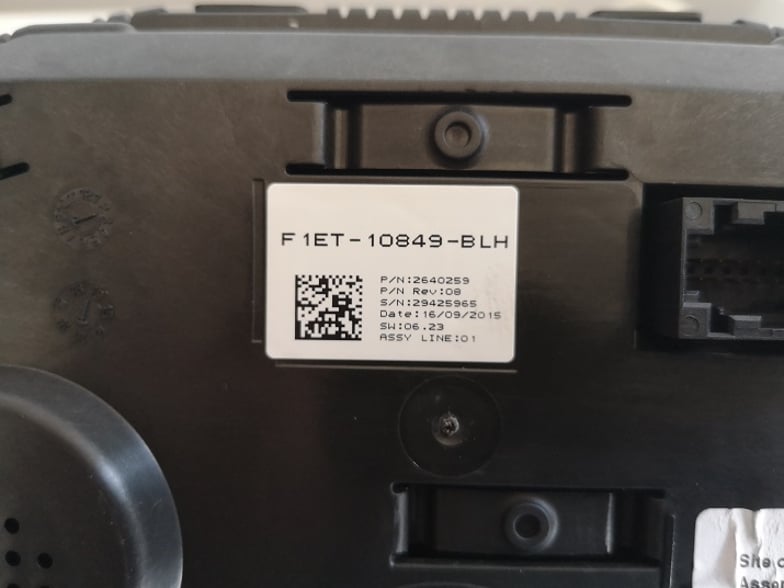 F1ET-10849-BLH
P/N:2640259
P/N Rev:08
S/N:29425965
Date:16/09/2015
SW:06.23
ASSY LINE:01